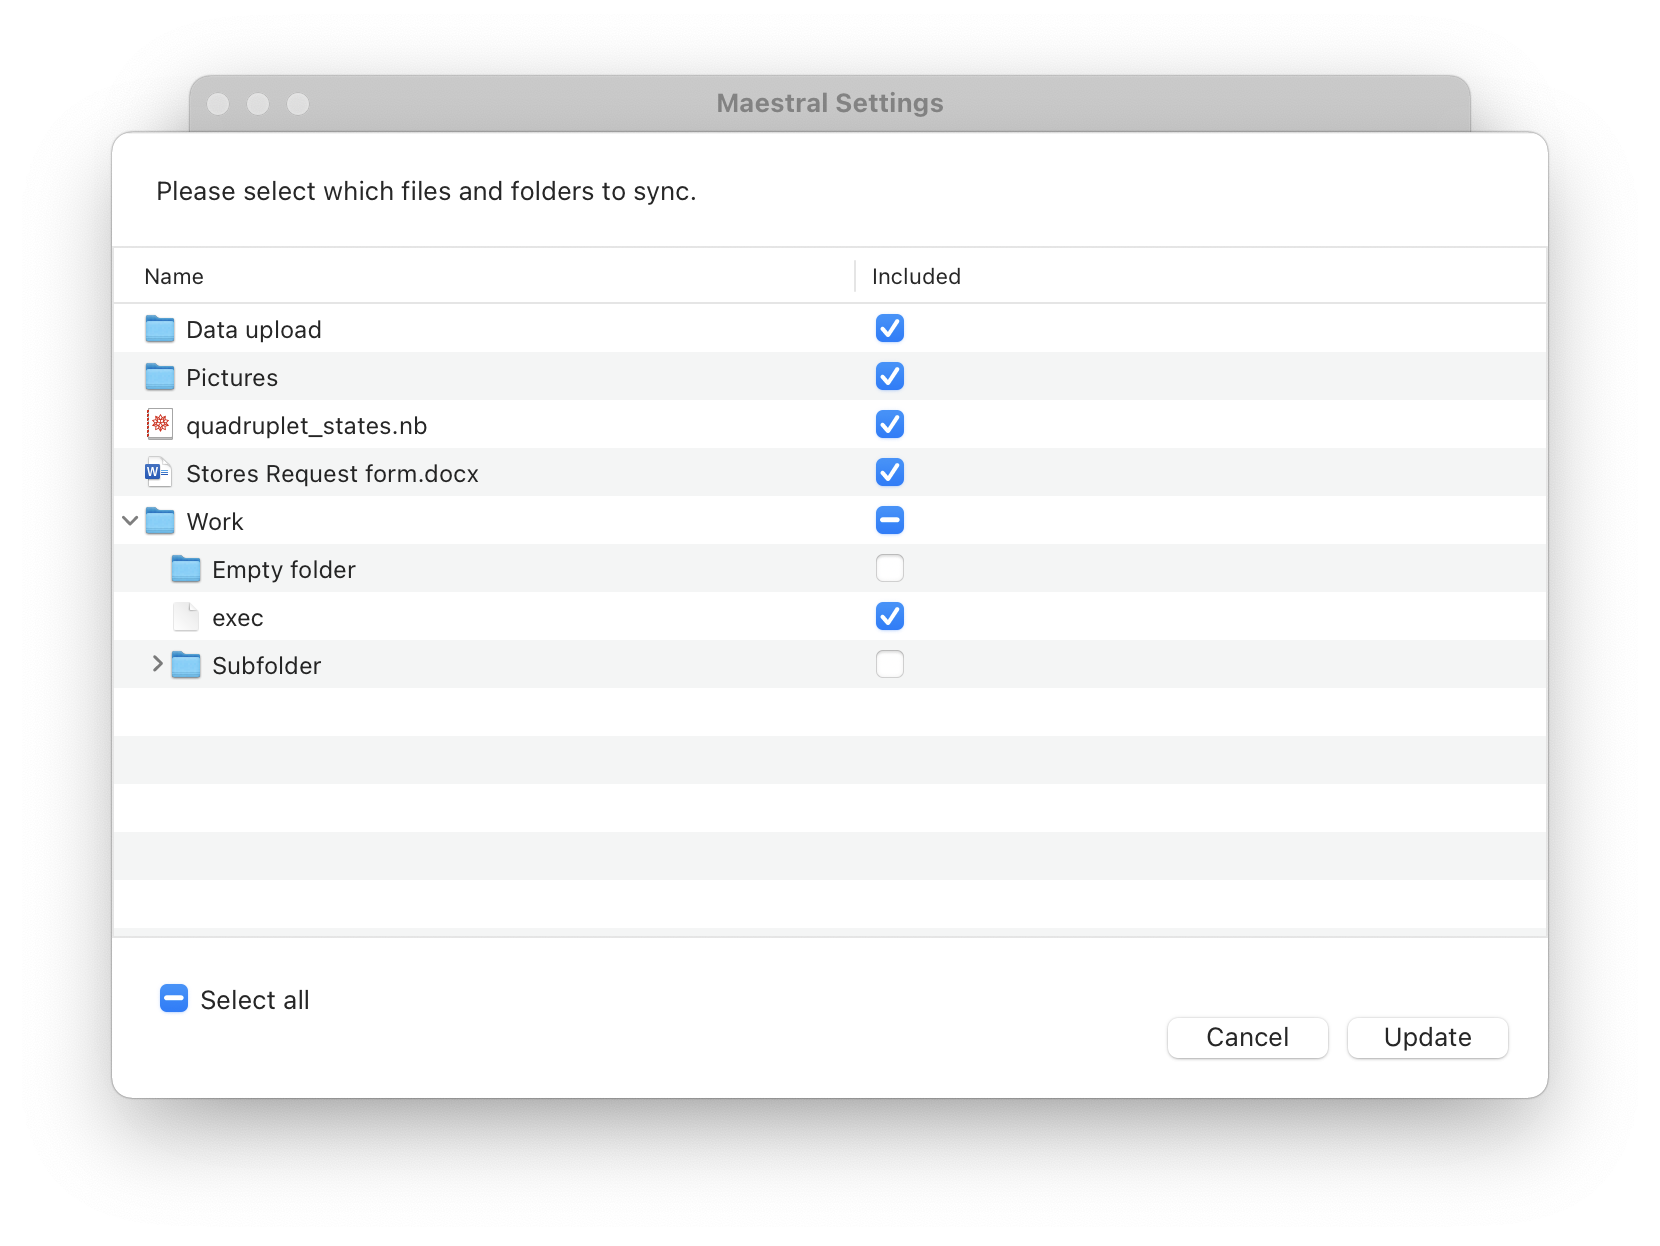 Maestral Settings
Please select which files and folders to sync.
Name Included
Data upload
Pictures
quadruplet_states.nb
W Stores Request form.docx
Work
Empty folder
exec
Subfolder
Select all
Cancel Update